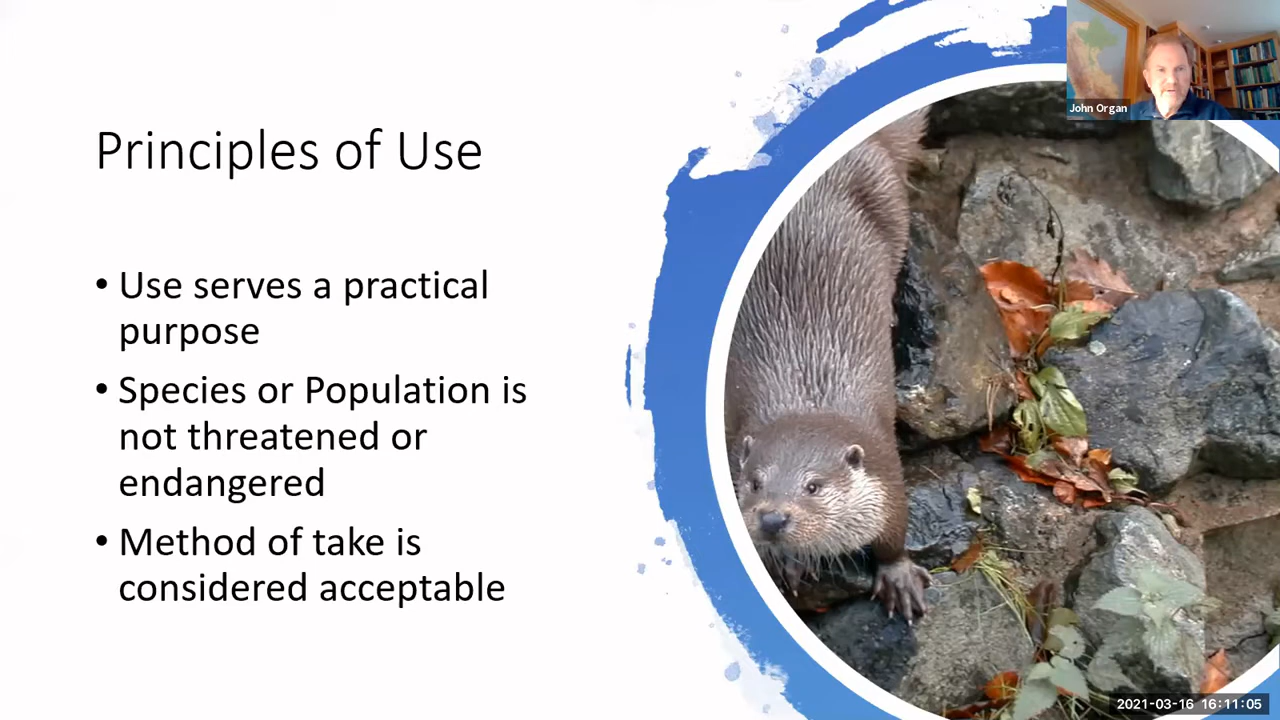 John Organ
Principles of Use
• Use serves a practical
purpose
• Species or Population is
not threatened or
endangered
• Method of take is
considered acceptable
2021-03-16 16:11:05